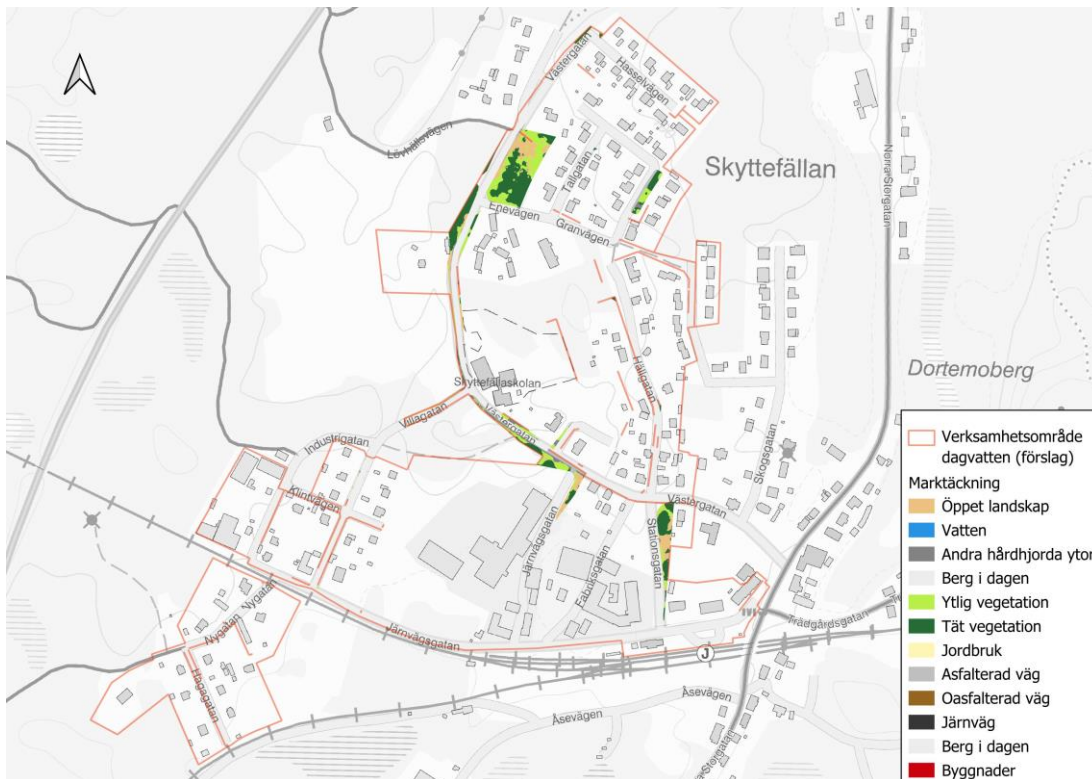 Västergatan
Hasselvägen
Lövhällsvägen
Tallgatan
Skyttefällan
Norra Storgatan
Enevägen
Granvägen
Hällgatan
Dortemoberg
Skyttefällaskolan
Villagatan
Västergatan
Industrigatan
Skogsgatan
Klintvägen
Västergatan
Järnvägsgatan
Fabriksgatan
Stationsgatan
Nygatan
Nygatan
Trädgårdsgatan
Järnvägsgatan
J
Hagagatan
Åsevägen
Åsevägen
Storgatan
Verksamhetsområde
dagvatten (förslag)
Marktäckning
Öppet landskap
Vatten
Andra hårdhjorda ytor
Berg i dagen
Ytlig vegetation
Tät vegetation
Jordbruk
Asfalterad väg
Oasfalterad väg
Järnväg
Berg i dagen
Byggnader